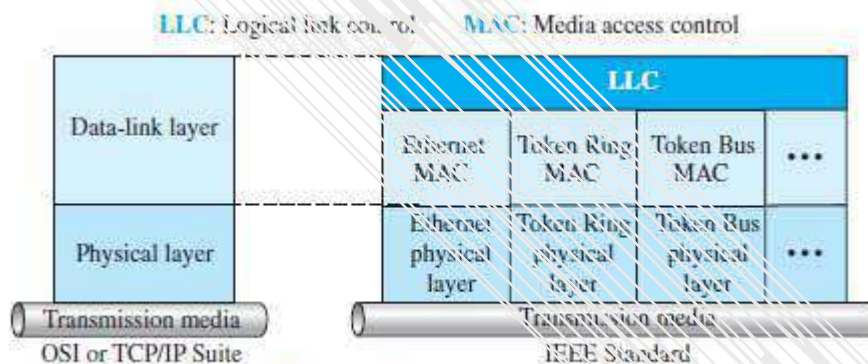 LLC: Logical link control MAC: Media access control
LLC
Data-link layer
Ethernet MAC
Token Ring MAC
Token Bus MAC
...
Physical layer
Ethernet physical layer
Token Ring physical layer
Token Bus physical layer
...
Transmission media
Transmission media
OSI or TCP/IP Suite
IEEE Standard